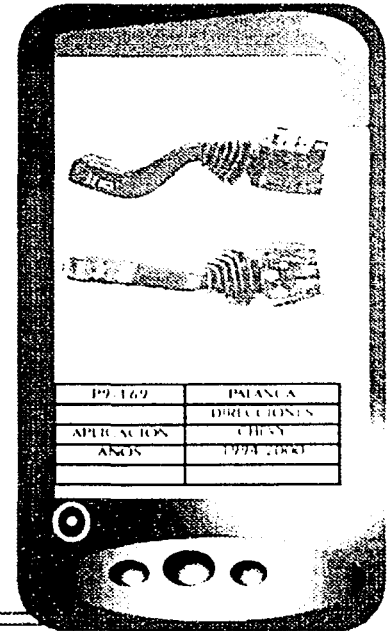 P9-169 PALANCA
DIRECCIONES
APLICACION CHEVY
AÑOS 1994-2000